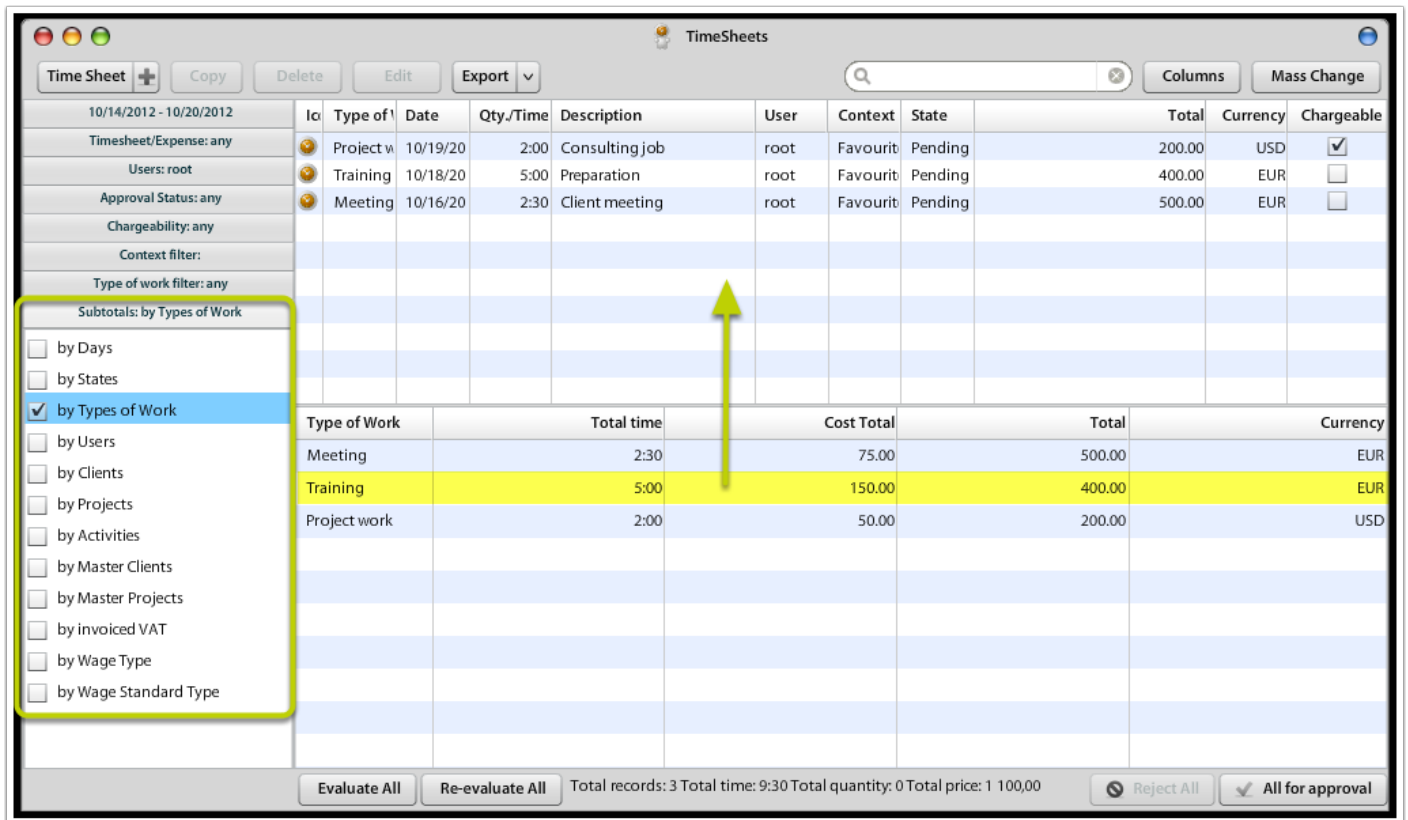 TimeSheets
Time Sheet Copy Delete Edit Export Columns Mass Change
10/14/2012 - 10/20/2012
Timesheet/Expense: any
Users: root
Approval Status: any
Chargeability: any
Context filter:
Type of work filter: any
Subtotals: by Types of Work
by Days
by States
by Types of Work
by Users
by Clients
by Projects
by Activities
by Master Clients
by Master Projects
by invoiced VAT
by Wage Type
by Wage Standard Type
Ico Type of W Date Qty./Time Description User Context State Total Currency Chargeable
Project w 10/19/20 2:00 Consulting job root Favourit Pending 200.00 USD
Training 10/18/20 5:00 Preparation root Favourit Pending 400.00 EUR
Meeting 10/16/20 2:30 Client meeting root Favourit Pending 500.00 EUR
Type of Work Total time Cost Total Total Currency
Meeting 2:30 75.00 500.00 EUR
Training 5:00 150.00 400.00 EUR
Project work 2:00 50.00 200.00 USD
Evaluate All Re-evaluate All Total records: 3 Total time: 9:30 Total quantity: 0 Total price: 1 100,00 Reject All All for approval